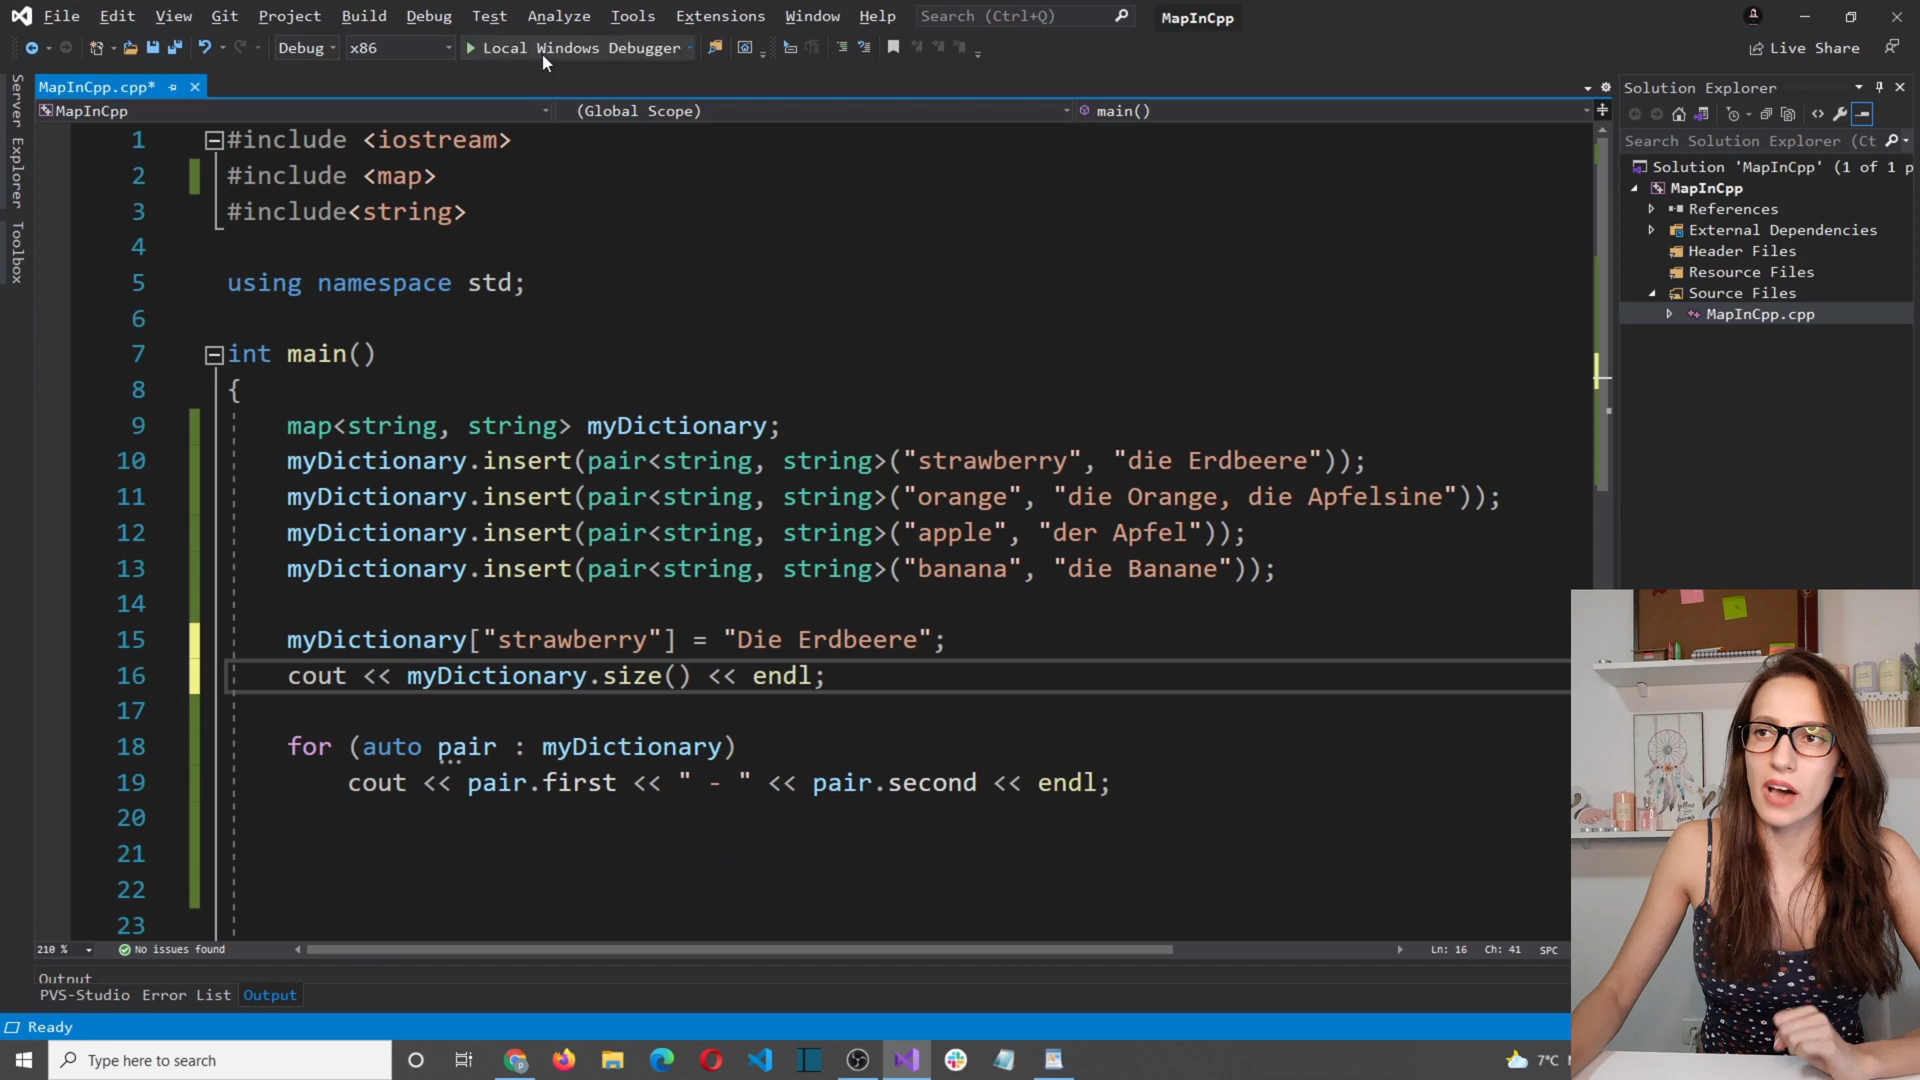 File Edit View Git Project Build Debug Test Analyze Tools Extensions Window Help Search (Ctrl+Q) MapInCpp
Debug x86 Local Windows Debugger Live Share
MapInCpp.cpp*
MapInCpp (Global Scope) main()
Server Explorer
Toolbox
1 #include <iostream>
2 #include <map>
3 #include<string>
4
5 using namespace std;
6
7 int main()
8 {
9 map<string, string> myDictionary;
10 myDictionary.insert(pair<string, string>("strawberry", "die Erdbeere"));
11 myDictionary.insert(pair<string, string>("orange", "die Orange, die Apfelsine"));
12 myDictionary.insert(pair<string, string>("apple", "der Apfel"));
13 myDictionary.insert(pair<string, string>("banana", "die Banane"));
14
15 myDictionary["strawberry"] = "Die Erdbeere";
16 cout << myDictionary.size() << endl;
17
18 for (auto pair : myDictionary)
19 cout << pair.first << " - " << pair.second << endl;
20
21
22
23
210 % No issues found Ln: 16 Ch: 41 SPC
Output
PVS-Studio Error List Output
Ready
Solution Explorer
Search Solution Explorer (Ct
Solution 'MapInCpp' (1 of 1 p
MapInCpp
References
External Dependencies
Header Files
Resource Files
Source Files
MapInCpp.cpp
Type here to search 7°C